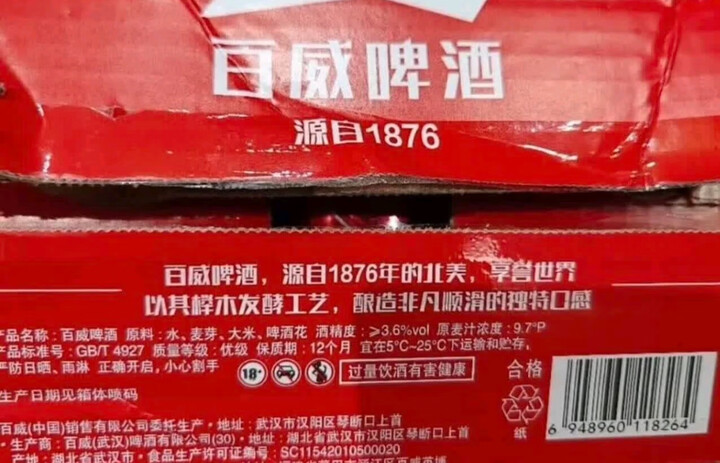 百威啤酒
源自1876
百威啤酒，源自1876年的北美，享誉世界
以其榉木发酵工艺，酿造非凡顺滑的独特口感
产品名称：百威啤酒 原料：水、麦芽、大米、啤酒花 酒精度：≥3.6%vol 原麦汁浓度：9.7°P
产品标准号：GB/T 4927 质量等级：优级 保质期：12个月 宜在5°C~25°C下运输和贮存。
严防日晒、雨淋 正确开启，小心割手
18+
过量饮酒有害健康
合格
生产日期见箱体喷码
纸
6 948960 118264
百威(中国)销售有限公司委托生产·地址：武汉市汉阳区琴断口上首
生产商：百威(武汉)啤酒有限公司(30)·地址：湖北省武汉市汉阳区琴断口上首
产地：湖北省武汉市·食品生产许可证编号：SC11542010500020